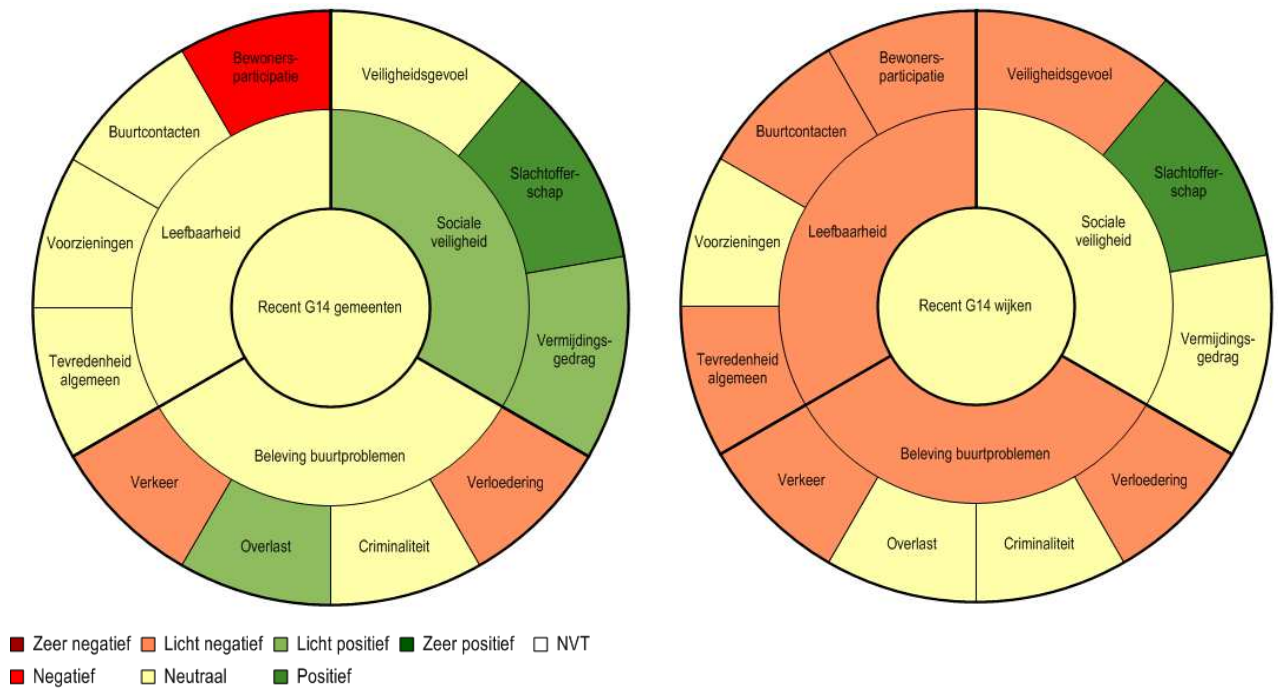 Bewoners-
participatie
Veiligheidsgevoel
Buurtcontacten
Slachtoffer-
schap
Voorzieningen
Leefbaarheid
Sociale
veiligheid
Recent G14 gemeenten
Tevredenheid
algemeen
Vermijdings-
gedrag
Beleving buurtproblemen
Verkeer
Verloedering
Overlast
Criminaliteit
Bewoners-
participatie
Veiligheidsgevoel
Buurtcontacten
Slachtoffer-
schap
Voorzieningen
Leefbaarheid
Sociale
veiligheid
Recent G14 wijken
Tevredenheid
algemeen
Vermijdings-
gedrag
Beleving buurtproblemen
Verkeer
Verloedering
Overlast
Criminaliteit
Zeer negatief Licht negatief Licht positief Zeer positief NVT
Negatief Neutraal Positief